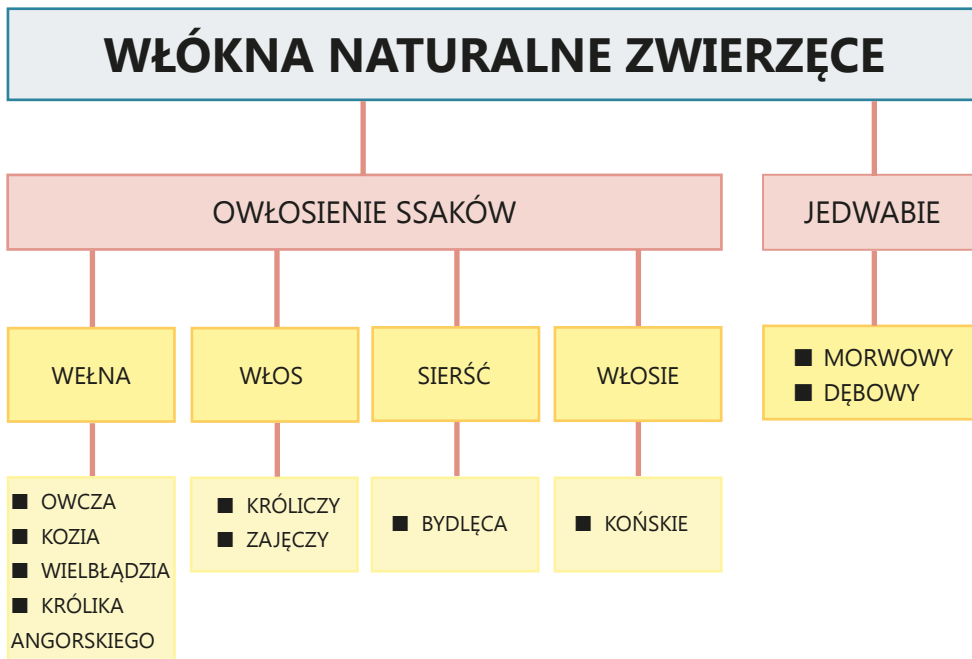 WŁÓKNA NATURALNE ZWIERZĘCE
OWŁOSIENIE SSAKÓW
JEDWABIE
WEŁNA
WŁOS
SIERŚĆ
WŁOSIE
■ MORWOWY
■ DĘBOWY
■ OWCZA
■ KOZIA
■ WIELBŁĄDZIA
■ KRÓLIKA
ANGORSKIEGO
■ KRÓLICZY
■ ZAJĘCZY
■ BYDLĘCA
■ KOŃSKIE